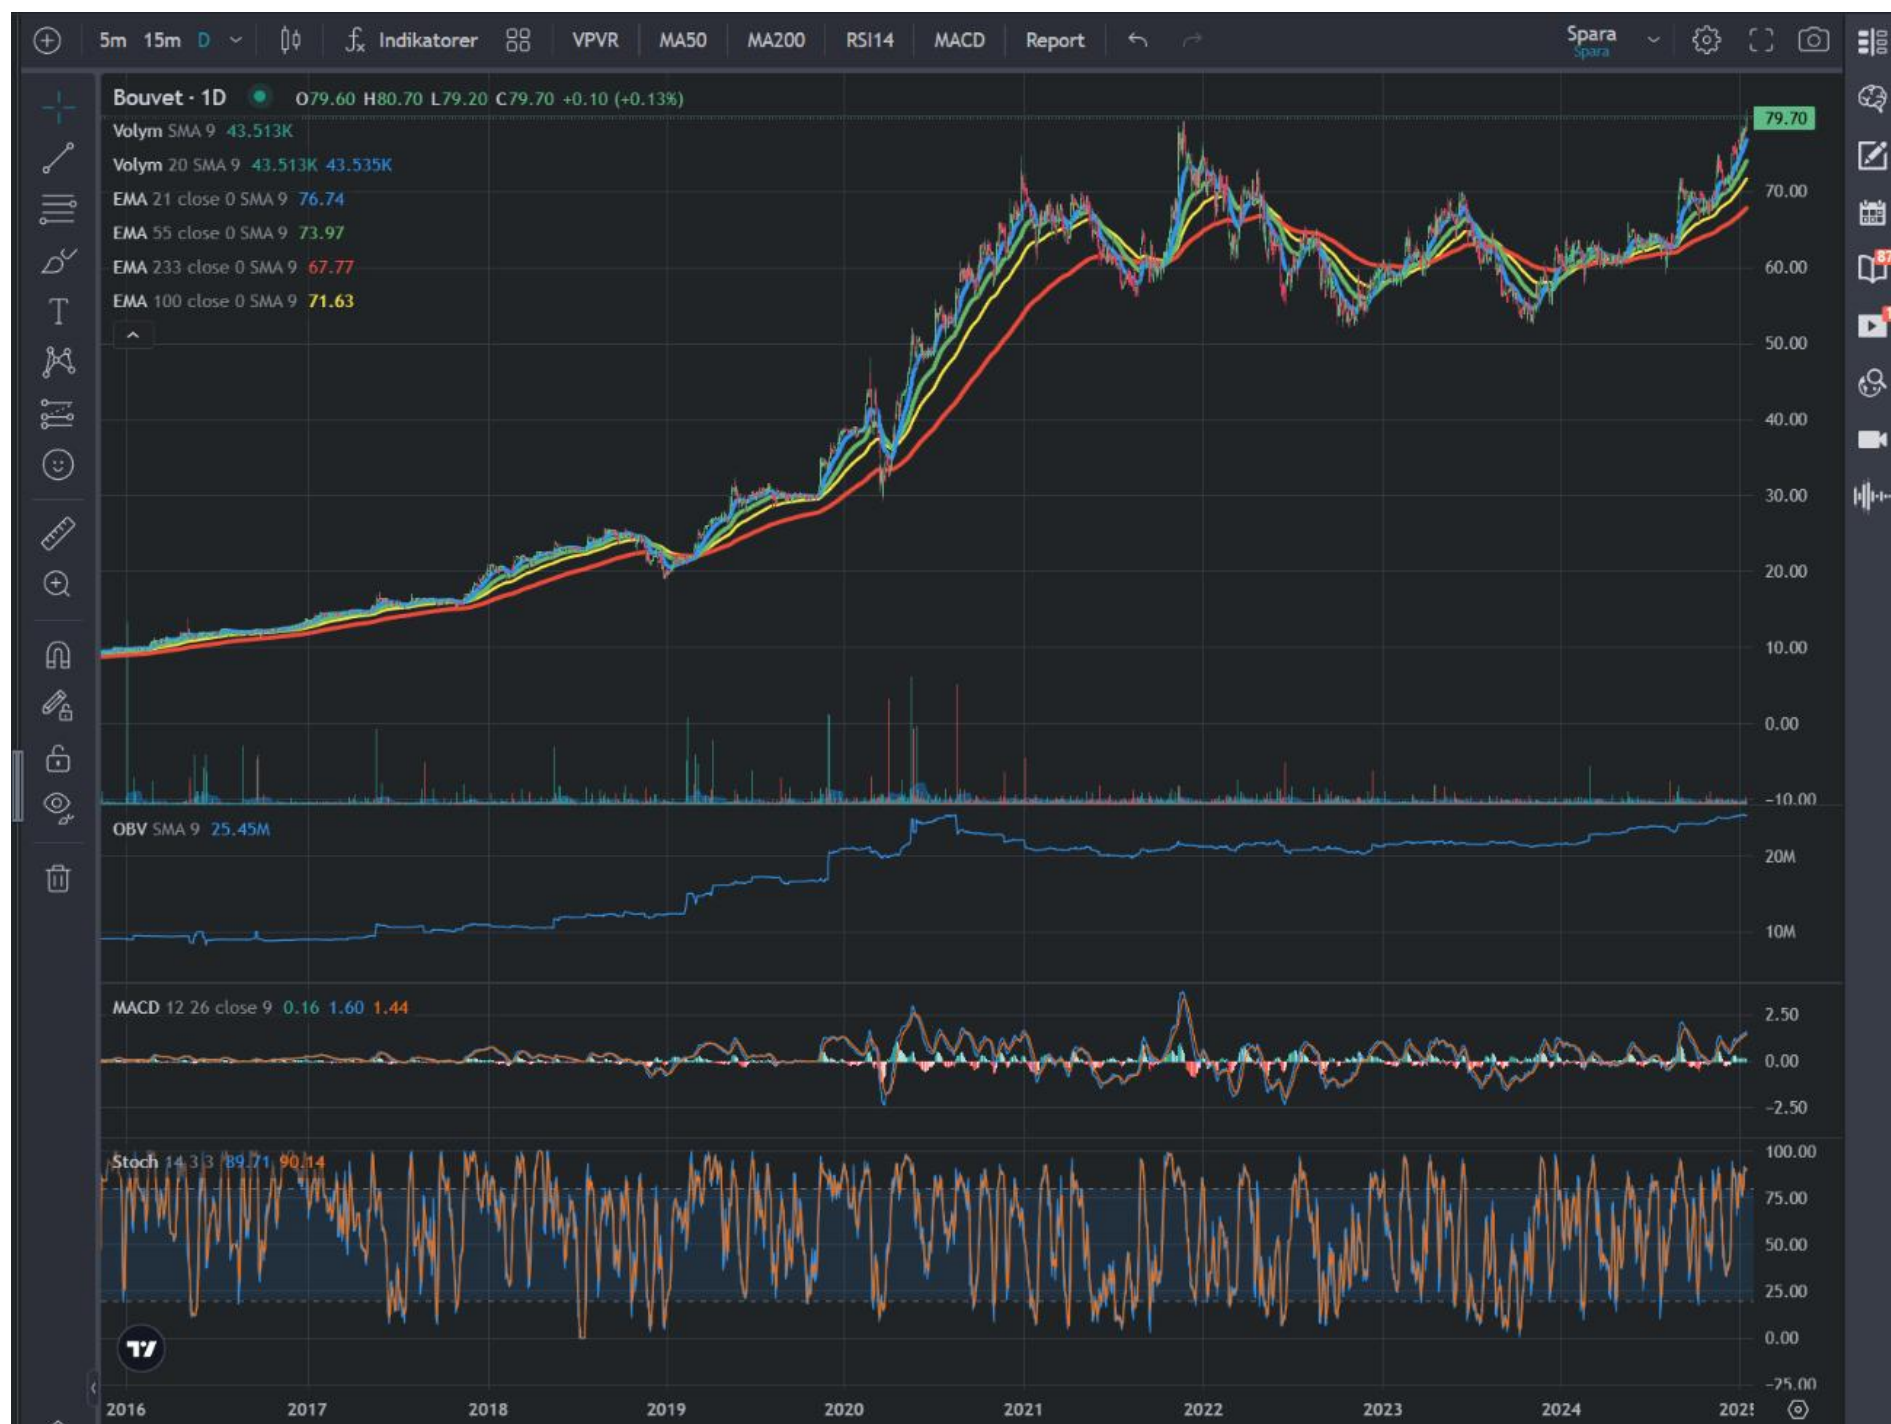 5m 15m D Indikatorer VPVR MA50 MA200 RSI14 MACD Report Spara
Spara
Bouvet · 1D O79.60 H80.70 L79.20 C79.70 +0.10 (+0.13%)
Volym SMA 9 43.513K
Volym 20 SMA 9 43.513K 43.535K
EMA 21 close 0 SMA 9 76.74
EMA 55 close 0 SMA 9 73.97
EMA 233 close 0 SMA 9 67.77
EMA 100 close 0 SMA 9 71.63
79.70
70.00
60.00
50.00
40.00
30.00
20.00
10.00
0.00
−10.00
87
1
OBV SMA 9 25.45M
20M
10M
MACD 12 26 close 9 0.16 1.60 1.44
2.50
0.00
−2.50
Stoch 14 3 3 89.71 90.14
100.00
75.00
50.00
25.00
0.00
−25.00
2016 2017 2018 2019 2020 2021 2022 2023 2024